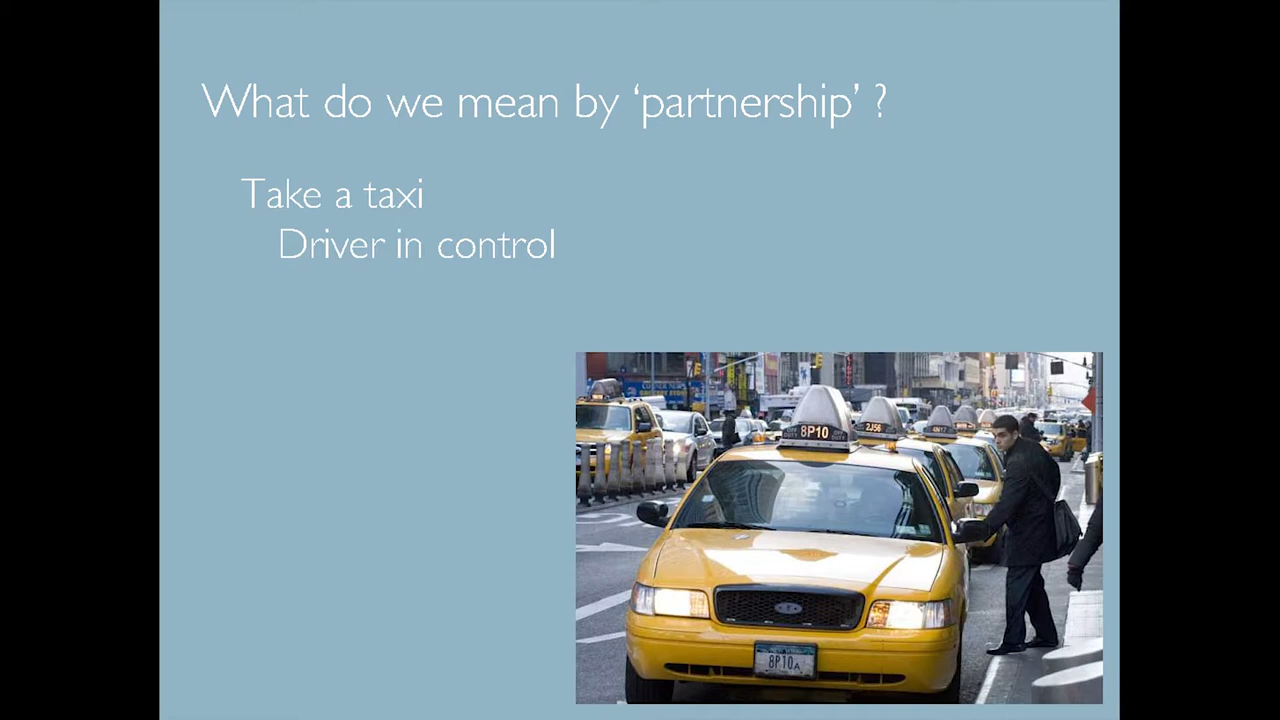 What do we mean by ‘partnership’ ?
Take a taxi
Driver in control
8P10
2J56
8P10A